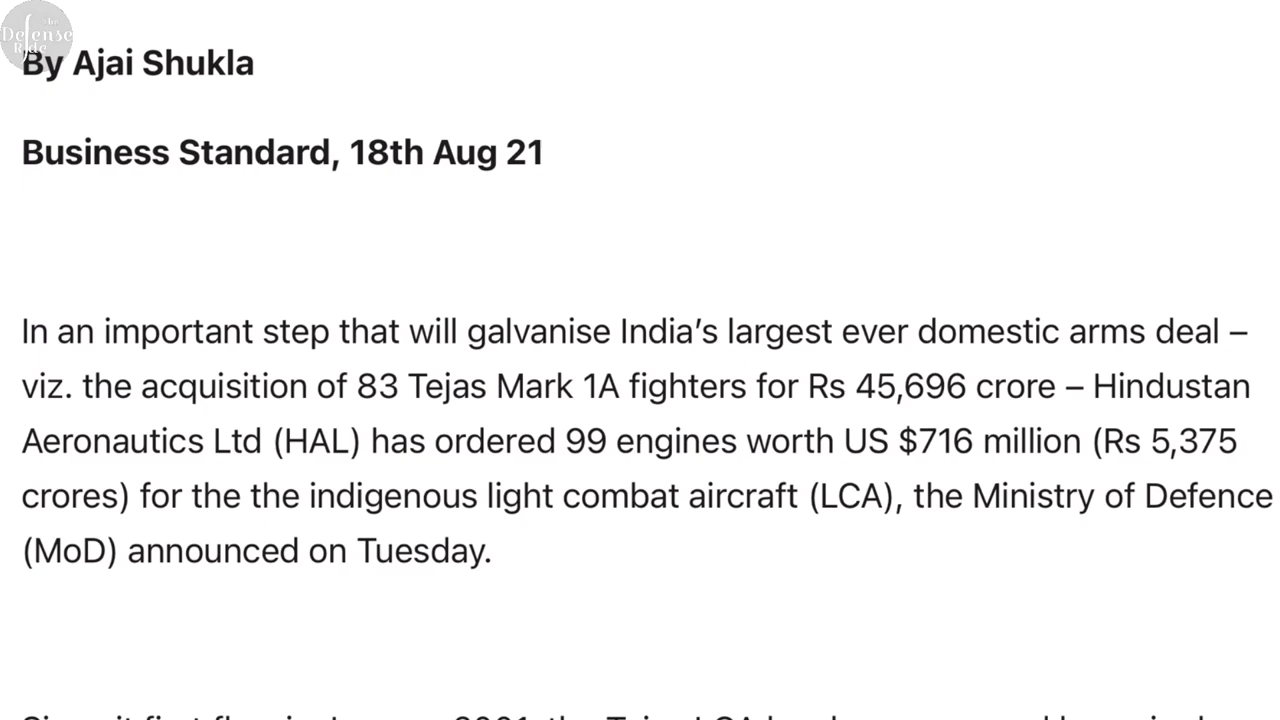 The
Defense
Ryde
By Ajai Shukla
Business Standard, 18th Aug 21
In an important step that will galvanise India’s largest ever domestic arms deal –
viz. the acquisition of 83 Tejas Mark 1A fighters for Rs 45,696 crore – Hindustan
Aeronautics Ltd (HAL) has ordered 99 engines worth US $716 million (Rs 5,375
crores) for the the indigenous light combat aircraft (LCA), the Ministry of Defence
(MoD) announced on Tuesday.